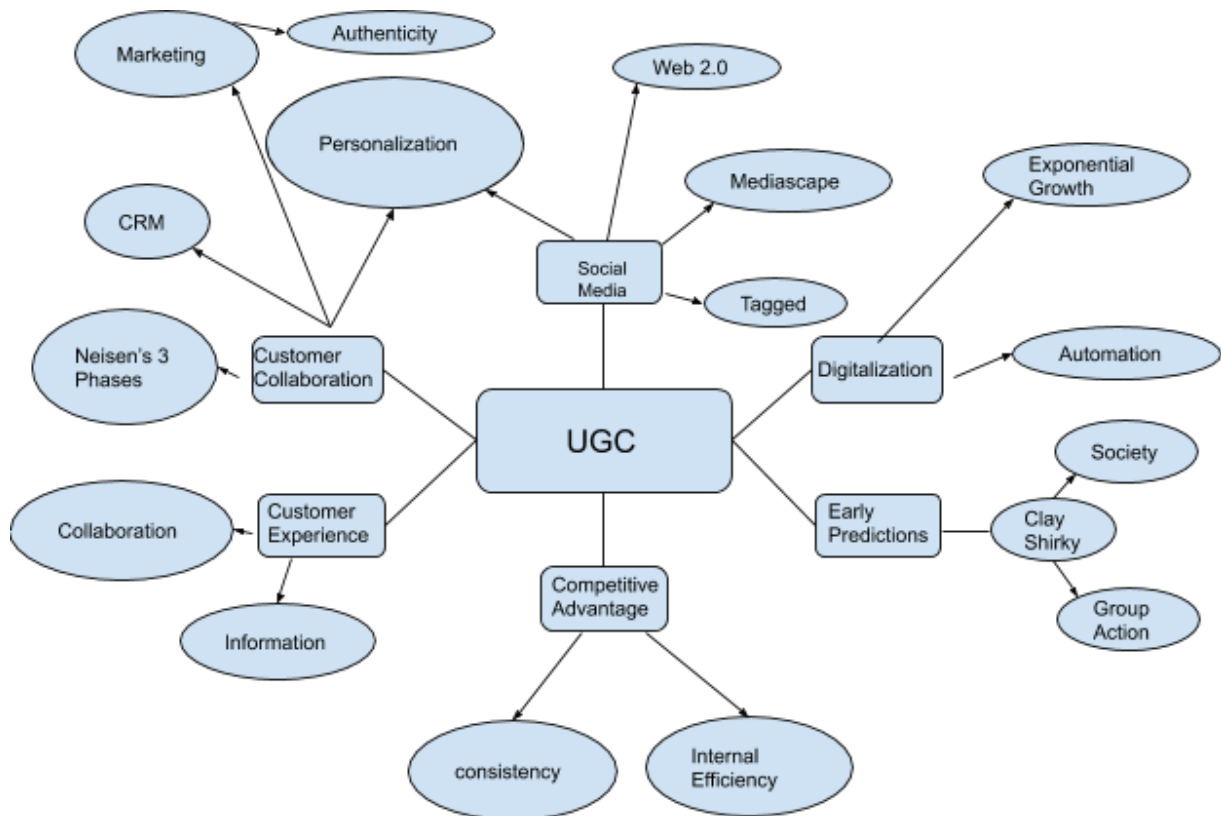 Marketing
Authenticity
Web 2.0
Personalization
Mediascape
Exponential
Growth
CRM
Social
Media
Tagged
Neisen's 3
Phases
Customer
Collaboration
Digitalization
Automation
UGC
Society
Collaboration
Customer
Experience
Early
Predictions
Clay
Shirky
Competitive
Advantage
Group
Action
Information
consistency
Internal
Efficiency